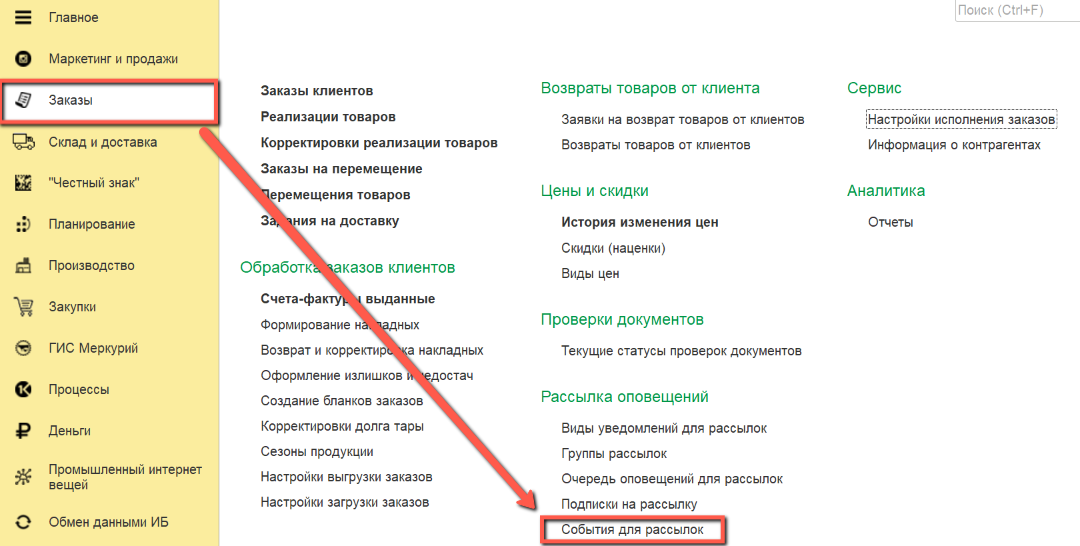 Главное
Маркетинг и продажи
Заказы
Склад и доставка
"Честный знак"
Планирование
Производство
Закупки
ГИС Меркурий
Процессы
Деньги
Промышленный интернет
вещей
Обмен данными ИБ
Поиск (Ctrl+F)
Заказы клиентов
Реализации товаров
Корректировки реализации товаров
Заказы на перемещение
Перемещения товаров
Задания на доставку
Обработка заказов клиентов
Счета-фактуры выданные
Формирование накладных
Возврат и корректировка накладных
Оформление излишков и недостач
Создание бланков заказов
Корректировки долга тары
Сезоны продукции
Настройки выгрузки заказов
Настройки загрузки заказов
Возвраты товаров от клиента
Заявки на возврат товаров от клиентов
Возвраты товаров от клиентов
Цены и скидки
История изменения цен
Скидки (наценки)
Виды цен
Проверки документов
Текущие статусы проверок документов
Рассылка оповещений
Виды уведомлений для рассылок
Группы рассылок
Очередь оповещений для рассылок
Подписки на рассылку
События для рассылок
Сервис
Настройки исполнения заказов
Информация о контрагентах
Аналитика
Отчеты